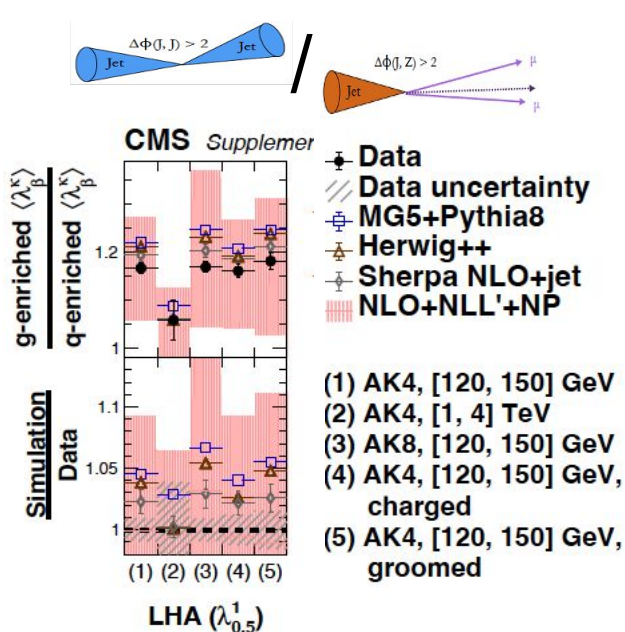 Δϕ(J, J) > 2
Jet
Jet
/
Δϕ(J, Z) > 2
Jet
μ
μ
CMS Supplemen
g-enriched ⟨λ^κ_β⟩
q-enriched ⟨λ^κ_β⟩
1.2
1
Data
Data uncertainty
MG5+Pythia8
Herwig++
Sherpa NLO+jet
NLO+NLL'+NP
Simulation
Data
1.1
1.05
1
(1) (2) (3) (4) (5)
LHA (λ^1_0.5)
(1) AK4, [120, 150] GeV
(2) AK4, [1, 4] TeV
(3) AK8, [120, 150] GeV
(4) AK4, [120, 150] GeV,
charged
(5) AK4, [120, 150] GeV,
groomed